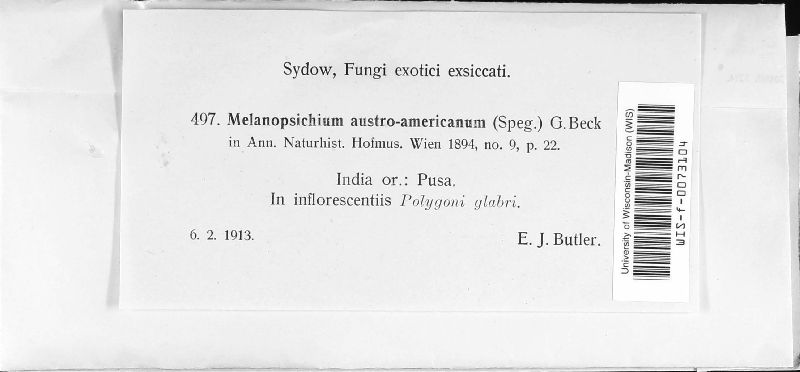 Sydow, Fungi exotici exsiccati.
497. Melanopsichium austro-americanum (Speg.) G. Beck
in Ann. Naturhist. Hofmus. Wien 1894, no. 9, p. 22.
India or.: Pusa.
In inflorescentiis Polygoni glabri.
6. 2. 1913.
E. J. Butler.
University of Wisconsin-Madison (WIS)
WIS-f-0073104